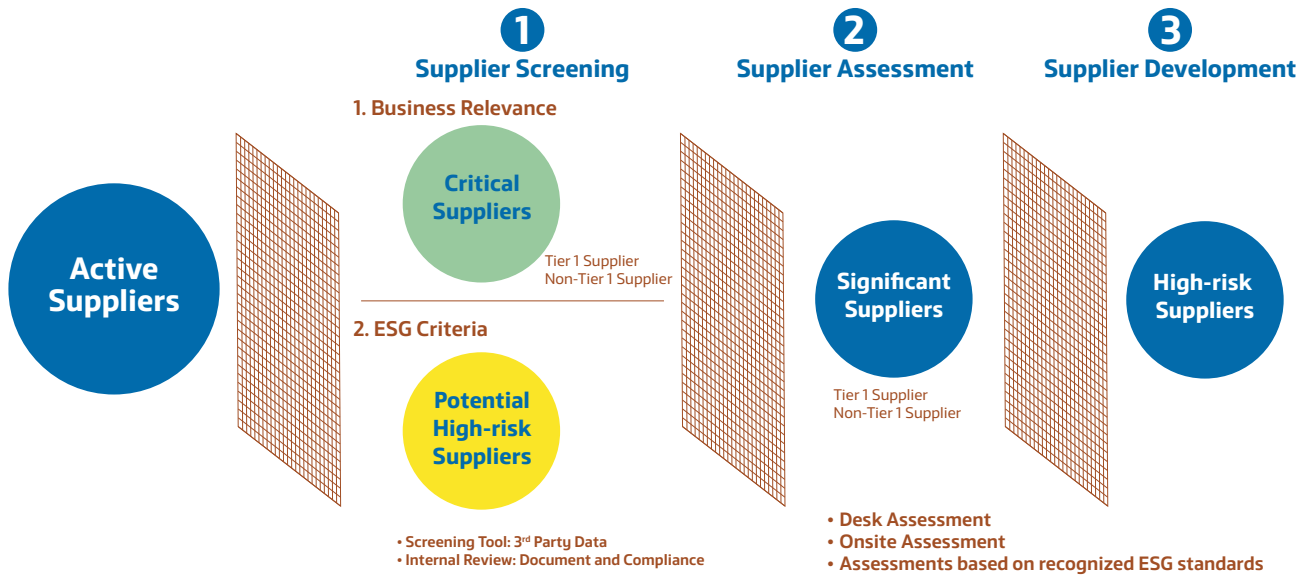 Active
Suppliers
1
Supplier Screening
1. Business Relevance
Critical
Suppliers
Tier 1 Supplier
Non-Tier 1 Supplier
2. ESG Criteria
Potential
High-risk
Suppliers
• Screening Tool: 3rd Party Data
• Internal Review: Document and Compliance
2
Supplier Assessment
Significant
Suppliers
Tier 1 Supplier
Non-Tier 1 Supplier
• Desk Assessment
• Onsite Assessment
• Assessments based on recognized ESG standards
3
Supplier Development
High-risk
Suppliers